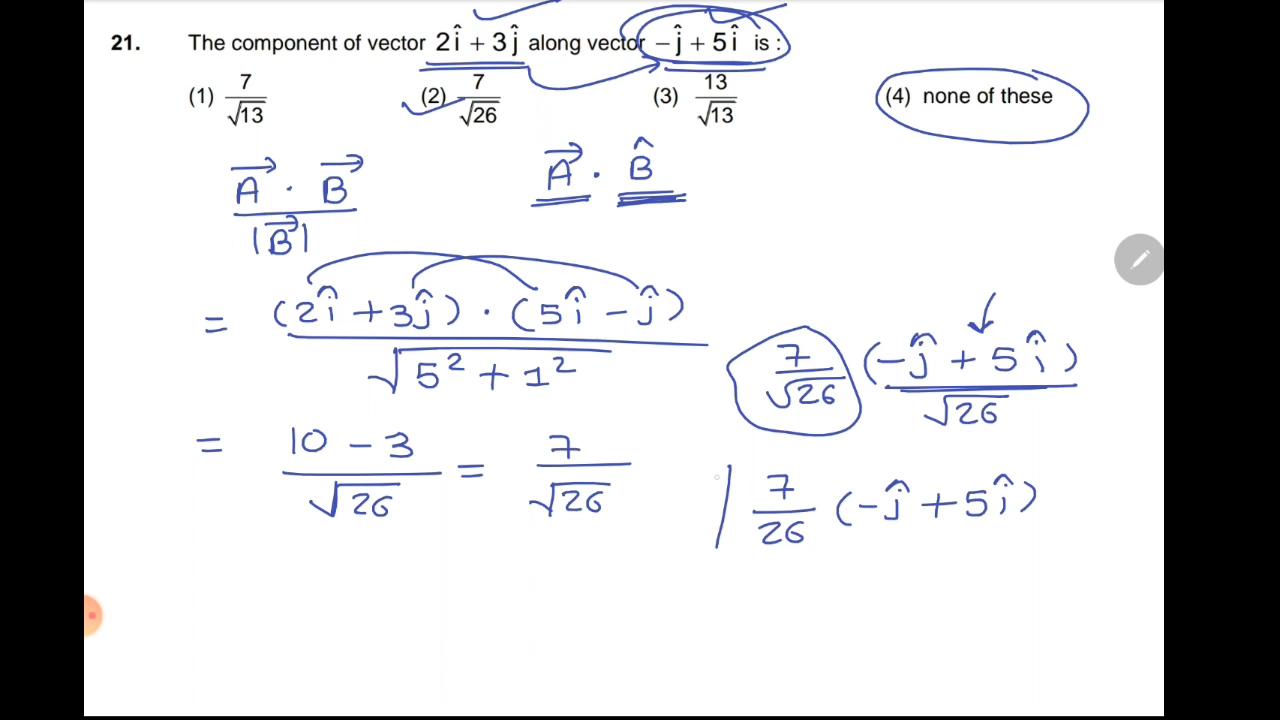 21. The component of vector 2î + 3ĵ along vector −ĵ + 5î is :
(1) 7/√13 (2) 7/√26 (3) 13/√13 (4) none of these
A⃗ · B⃗ / |B⃗|
A⃗ · B̂
= (2î + 3ĵ) · (5î − ĵ) / √(5² + 1²)
= (10 − 3)/√26 = 7/√26
7/√26 (−ĵ + 5î)/√26
7/26 (−ĵ + 5î)